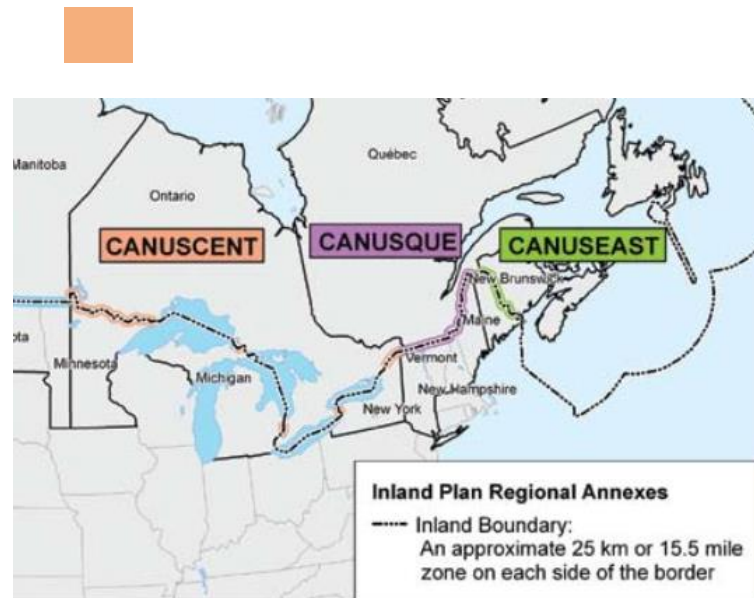 Manitoba
Québec
Ontario
CANUSCENT
CANUSQUE
CANUSEAST
New Brunswick
Maine
ota
Minnesota
Vermont
Michigan
New Hampshire
New York
Inland Plan Regional Annexes
Inland Boundary:
An approximate 25 km or 15.5 mile
zone on each side of the border